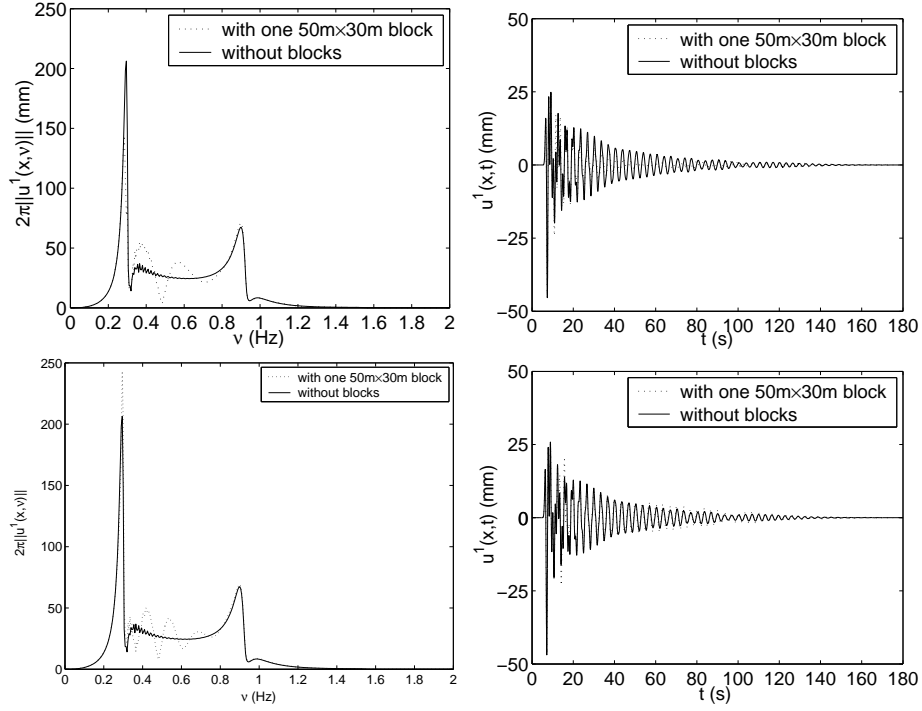 250
200
150
100
50
0
2π||u¹(x,ν)|| (mm)
with one 50m×30m block
without blocks
0 0.2 0.4 0.6 0.8 1 1.2 1.4 1.6 1.8 2
ν (Hz)
50
25
0
−25
−50
u¹(x,t) (mm)
with one 50m×30m block
without blocks
0 20 40 60 80 100 120 140 160 180
t (s)
250
200
150
100
50
0
2π||u¹(x,ν)||
with one 50m×30m block
without blocks
0 0.2 0.4 0.6 0.8 1 1.2 1.4 1.6 1.8 2
ν (Hz)
50
25
0
−25
−50
u¹(x,t) (mm)
with one 50m×30m block
without blocks
0 20 40 60 80 100 120 140 160 180
t (s)